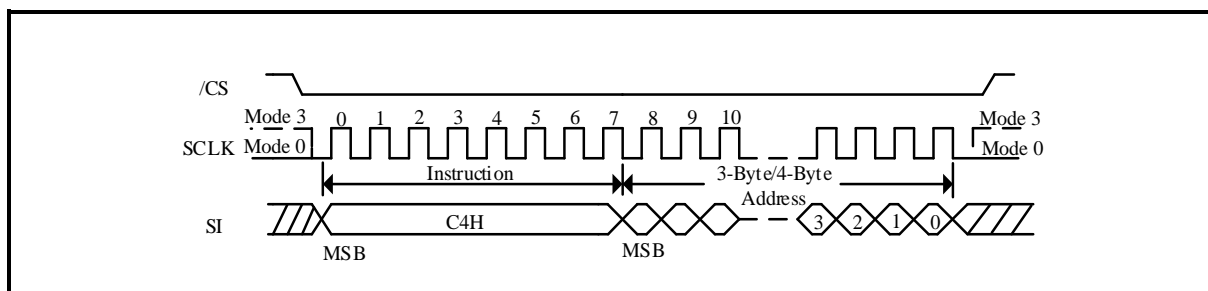 /CS
Mode 3 0 1 2 3 4 5 6 7 8 9 10 Mode 3
SCLK Mode 0 Mode 0
Instruction 3-Byte/4-Byte
Address
SI C4H 3 2 1 0
MSB MSB